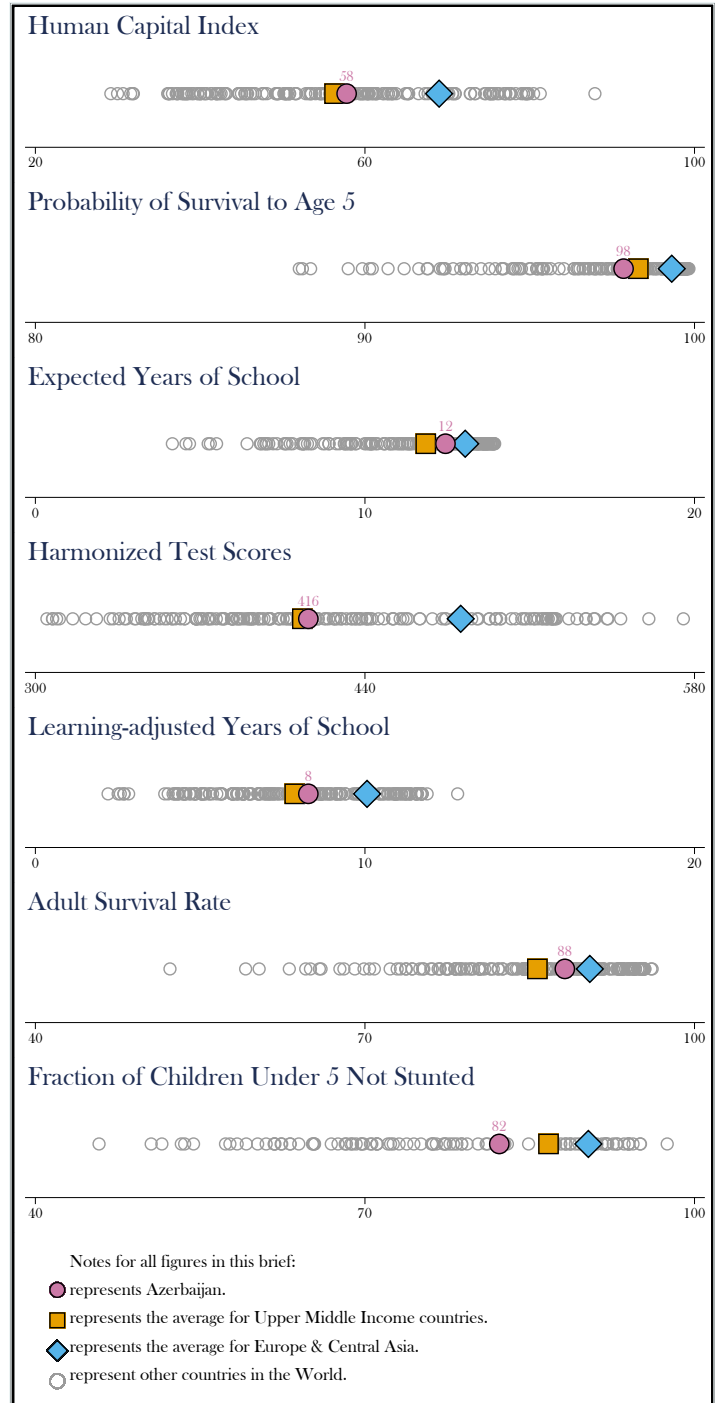 Human Capital Index
58
20 60 100
Probability of Survival to Age 5
98
80 90 100
Expected Years of School
12
0 10 20
Harmonized Test Scores
416
300 440 580
Learning-adjusted Years of School
8
0 10 20
Adult Survival Rate
88
40 70 100
Fraction of Children Under 5 Not Stunted
82
40 70 100
Notes for all figures in this brief:
represents Azerbaijan.
represents the average for Upper Middle Income countries.
represents the average for Europe & Central Asia.
represent other countries in the World.